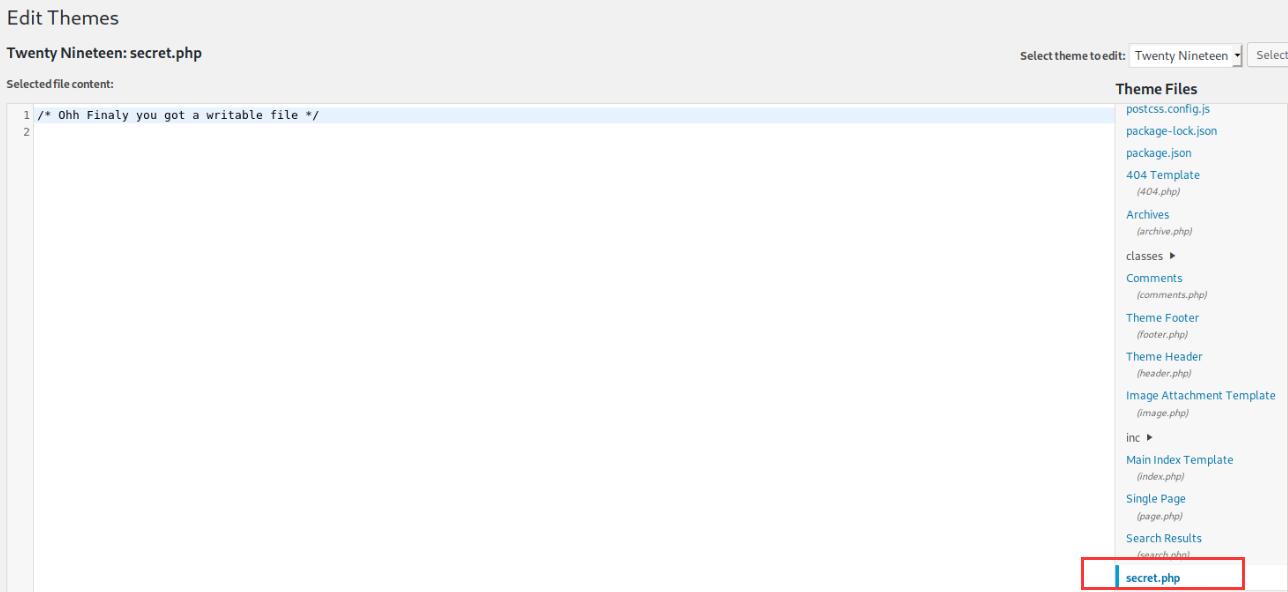 Edit Themes
Twenty Nineteen: secret.php
Select theme to edit: Twenty Nineteen Select
Selected file content:
Theme Files
1 /* Ohh Finaly you got a writable file */
2
postcss.config.js
package-lock.json
package.json
404 Template
(404.php)
Archives
(archive.php)
classes
Comments
(comments.php)
Theme Footer
(footer.php)
Theme Header
(header.php)
Image Attachment Template
(image.php)
inc
Main Index Template
(index.php)
Single Page
(page.php)
Search Results
(search.php)
secret.php